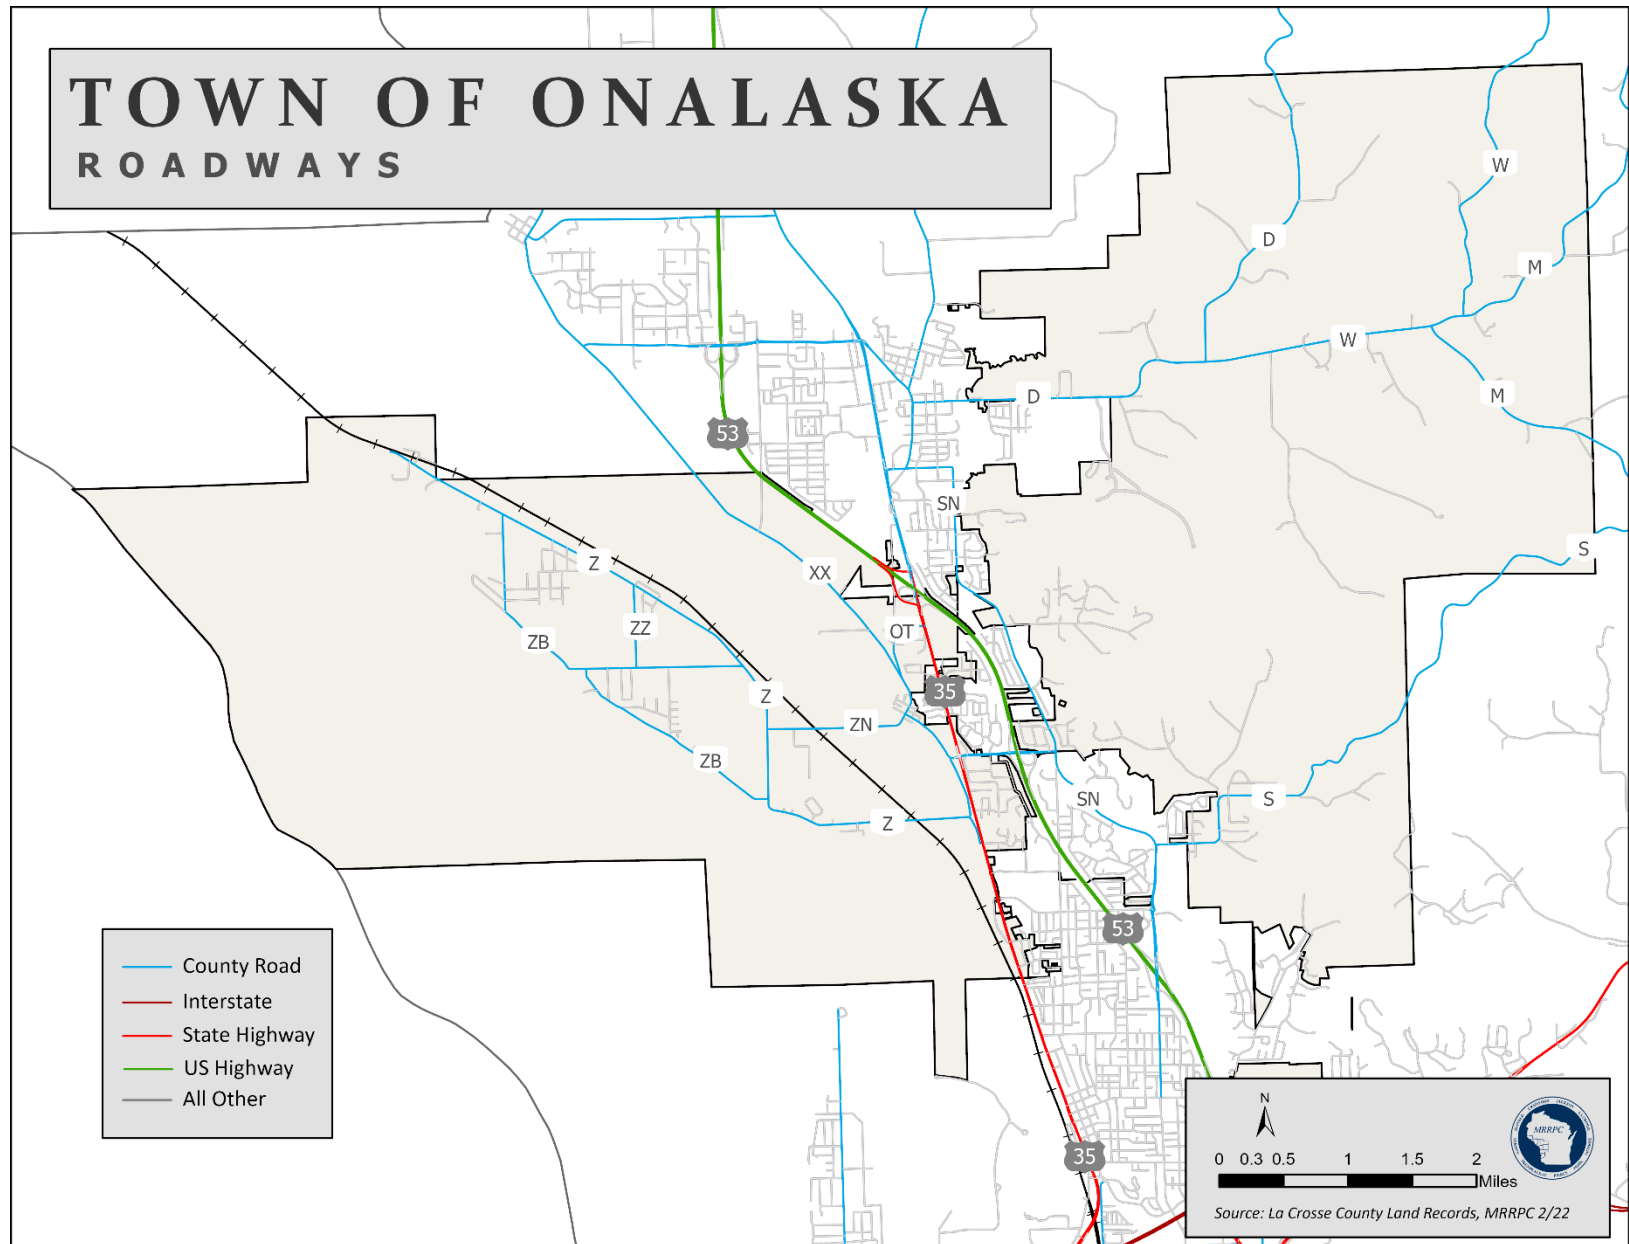 TOWN OF ONALASKA
ROADWAYS
W
D
M
W
D
M
53
SN
S
Z
XX
ZZ
OT
ZB
35
Z
ZN
ZB
SN
S
Z
53
County Road
Interstate
State Highway
US Highway
All Other
35
N
MRRPC
0 0.3 0.5 1 1.5 2
Miles
Source: La Crosse County Land Records, MRRPC 2/22